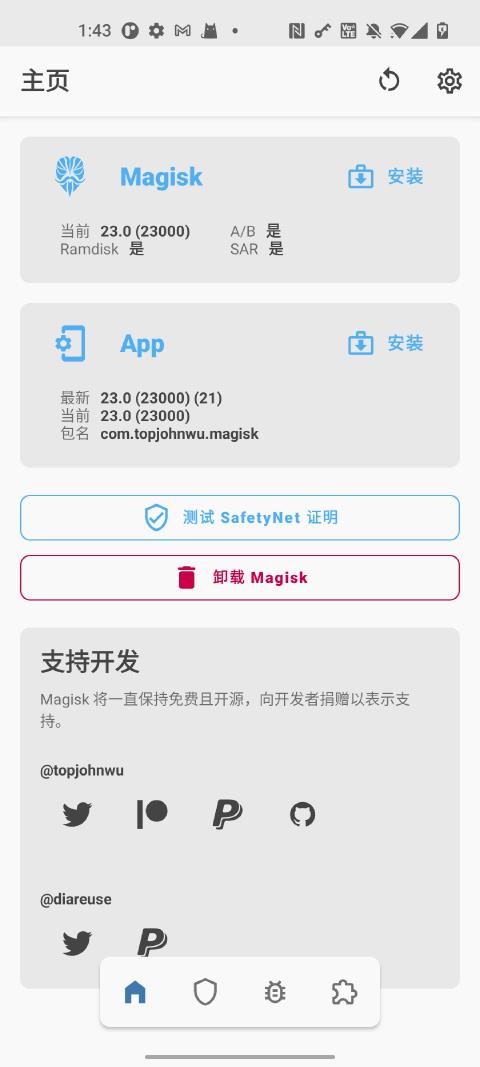 1:43
Vo) LTE
主页
Magisk
安装
当前 23.0 (23000) A/B 是
Ramdisk 是 SAR 是
App
安装
最新 23.0 (23000) (21)
当前 23.0 (23000)
包名 com.topjohnwu.magisk
测试 SafetyNet 证明
卸载 Magisk
支持开发
Magisk 将一直保持免费且开源，向开发者捐赠以表示支
持。
@topjohnwu
@diareuse